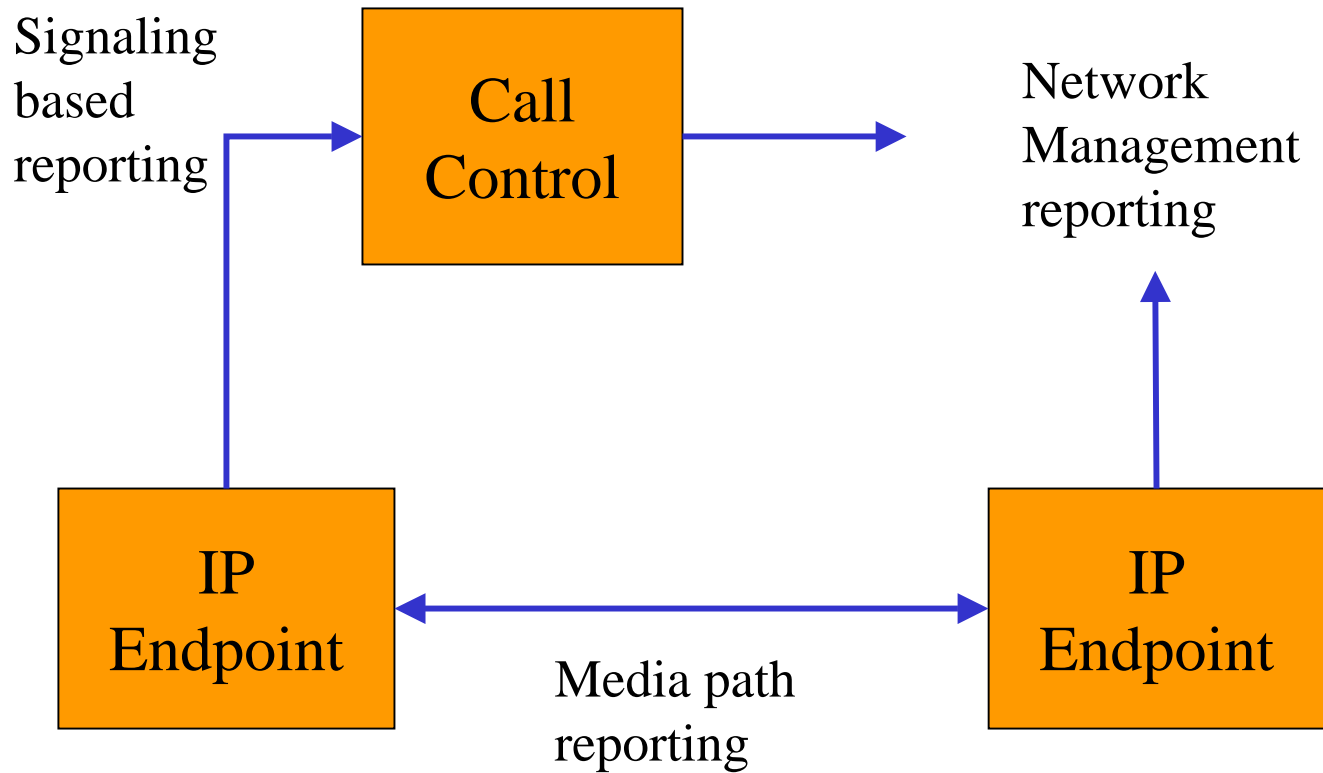 Signaling
based
reporting
Call
Control
Network
Management
reporting
IP
Endpoint
Media path
reporting
IP
Endpoint